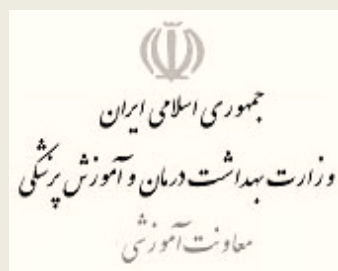 جمهوری اسلامی ایران
وزارت بهداشت درمان و آموزش پزشکی
معاونت آموزشی